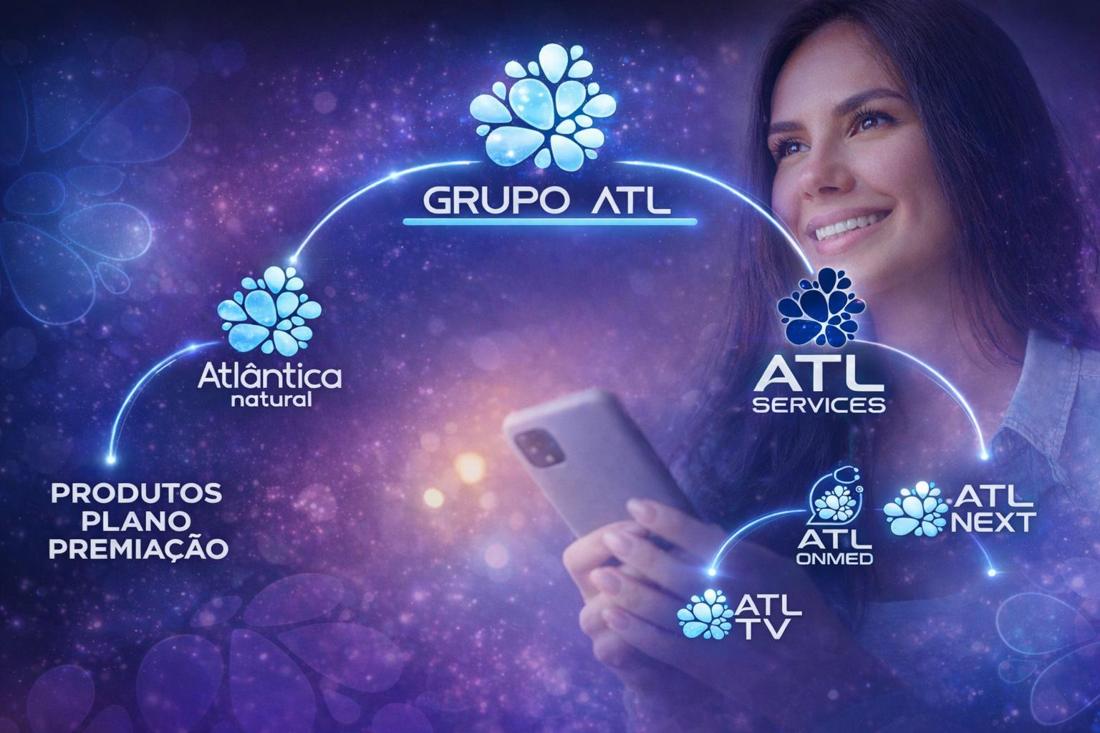 GRUPO ATL
Atlântica
natural
ATL
SERVICES
PRODUTOS
PLANO
PREMIAÇÃO
ATL
ONMED
ATL
NEXT
ATL
TV